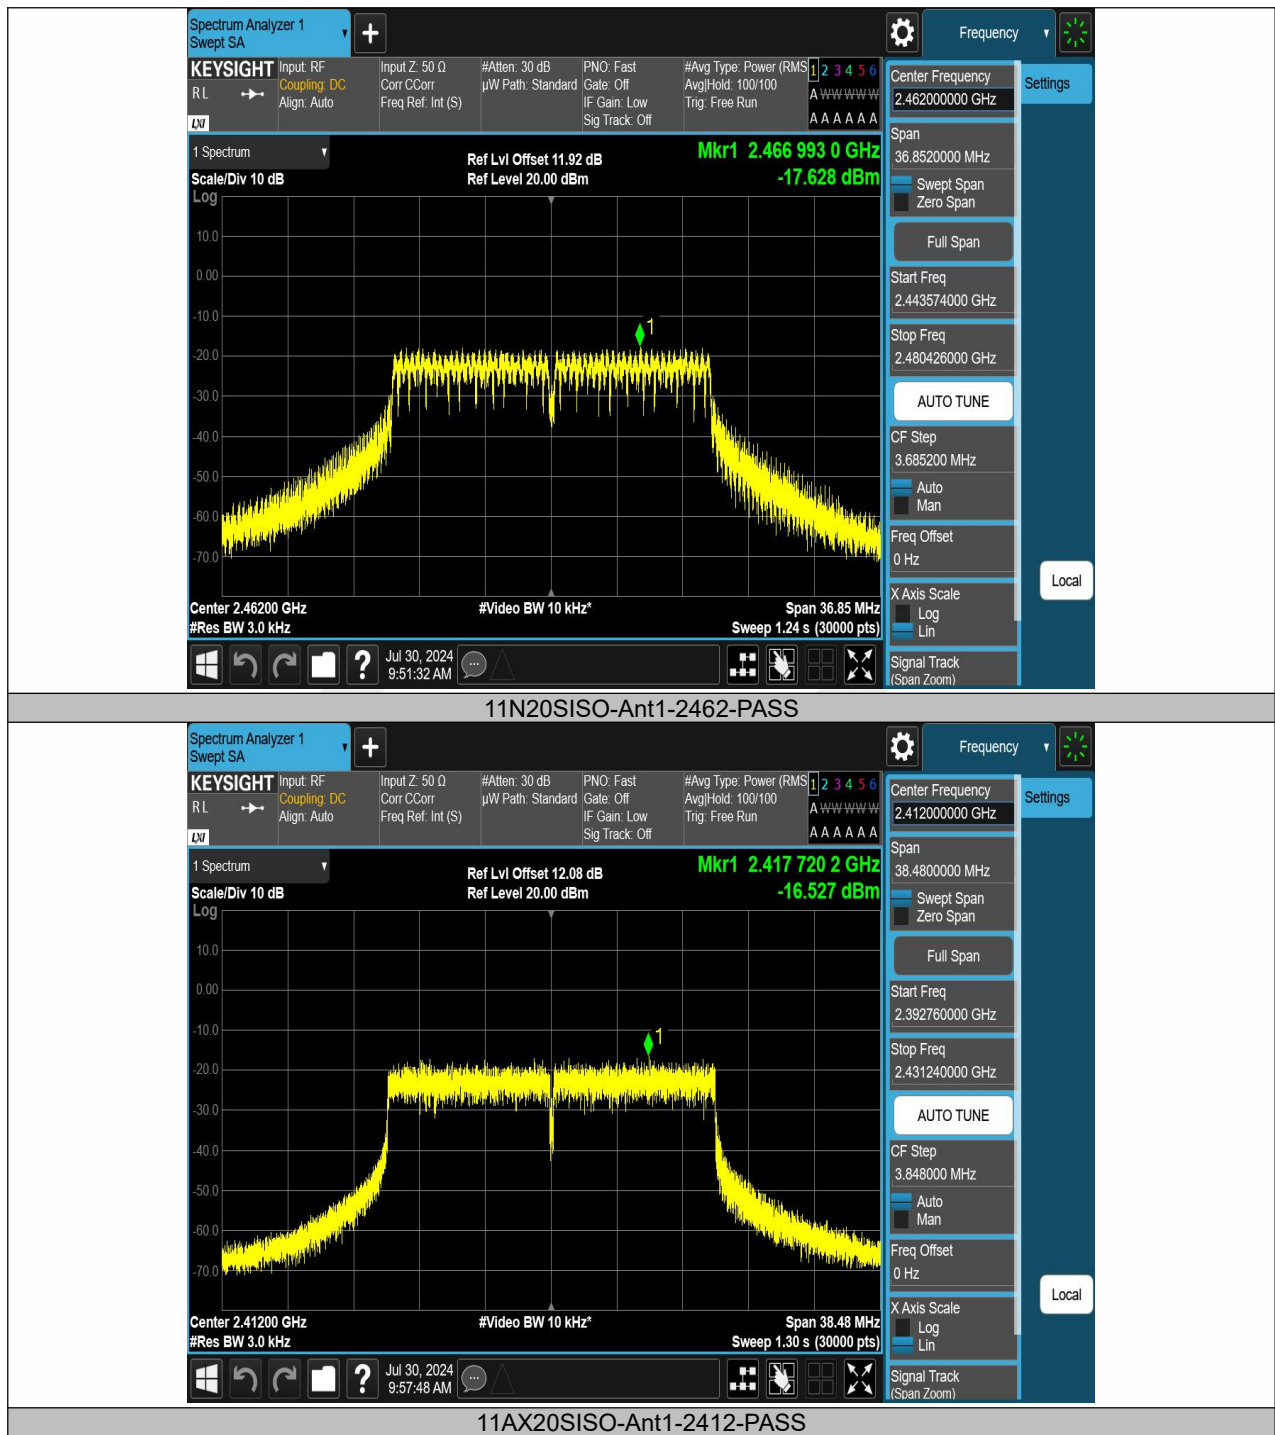 Spectrum Analyzer 1
Swept SA
+
Frequency
KEYSIGHT
RL
LXI
Input: RF
Coupling: DC
Align: Auto
Input Z: 50 Ω
Corr CCorr
Freq Ref: Int (S)
#Atten: 30 dB
µW Path: Standard
PNO: Fast
Gate: Off
IF Gain: Low
Sig Track: Off
#Avg Type: Power (RMS
Avg|Hold: 100/100
Trig: Free Run
1 2 3 4 5 6
A W W W W W
A A A A A A
1 Spectrum
Scale/Div 10 dB
Log
Ref Lvl Offset 11.92 dB
Ref Level 20.00 dBm
Mkr1 2.466 993 0 GHz
-17.628 dBm
10.0
0.00
-10.0
-20.0
-30.0
-40.0
-50.0
-60.0
-70.0
1
Center 2.46200 GHz
#Res BW 3.0 kHz
#Video BW 10 kHz*
Span 36.85 MHz
Sweep 1.24 s (30000 pts)
Center Frequency
2.462000000 GHz
Span
36.8520000 MHz
Swept Span
Zero Span
Full Span
Start Freq
2.443574000 GHz
Stop Freq
2.480426000 GHz
AUTO TUNE
CF Step
3.685200 MHz
Auto
Man
Freq Offset
0 Hz
X Axis Scale
Log
Lin
Signal Track
(Span Zoom)
Settings
Local
?
Jul 30, 2024
9:51:32 AM
11N20SISO-Ant1-2462-PASS
Spectrum Analyzer 1
Swept SA
+
Frequency
KEYSIGHT
RL
LXI
Input: RF
Coupling: DC
Align: Auto
Input Z: 50 Ω
Corr CCorr
Freq Ref: Int (S)
#Atten: 30 dB
µW Path: Standard
PNO: Fast
Gate: Off
IF Gain: Low
Sig Track: Off
#Avg Type: Power (RMS
Avg|Hold: 100/100
Trig: Free Run
1 2 3 4 5 6
A W W W W W
A A A A A A
1 Spectrum
Scale/Div 10 dB
Log
Ref Lvl Offset 12.08 dB
Ref Level 20.00 dBm
Mkr1 2.417 720 2 GHz
-16.527 dBm
10.0
0.00
-10.0
-20.0
-30.0
-40.0
-50.0
-60.0
-70.0
1
Center 2.41200 GHz
#Res BW 3.0 kHz
#Video BW 10 kHz*
Span 38.48 MHz
Sweep 1.30 s (30000 pts)
Center Frequency
2.412000000 GHz
Span
38.4800000 MHz
Swept Span
Zero Span
Full Span
Start Freq
2.392760000 GHz
Stop Freq
2.431240000 GHz
AUTO TUNE
CF Step
3.848000 MHz
Auto
Man
Freq Offset
0 Hz
X Axis Scale
Log
Lin
Signal Track
(Span Zoom)
Settings
Local
?
Jul 30, 2024
9:57:48 AM
11AX20SISO-Ant1-2412-PASS